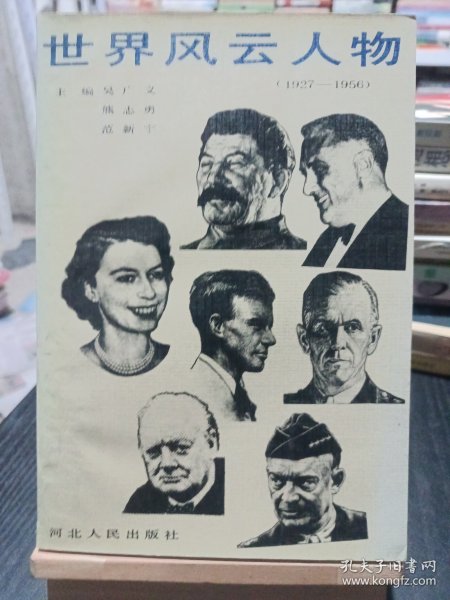 世界风云人物
(1927—1956)
主 编 吴广义
熊志勇
范新宇
河北人民出版社
孔夫子旧书网
www.kongfz.com